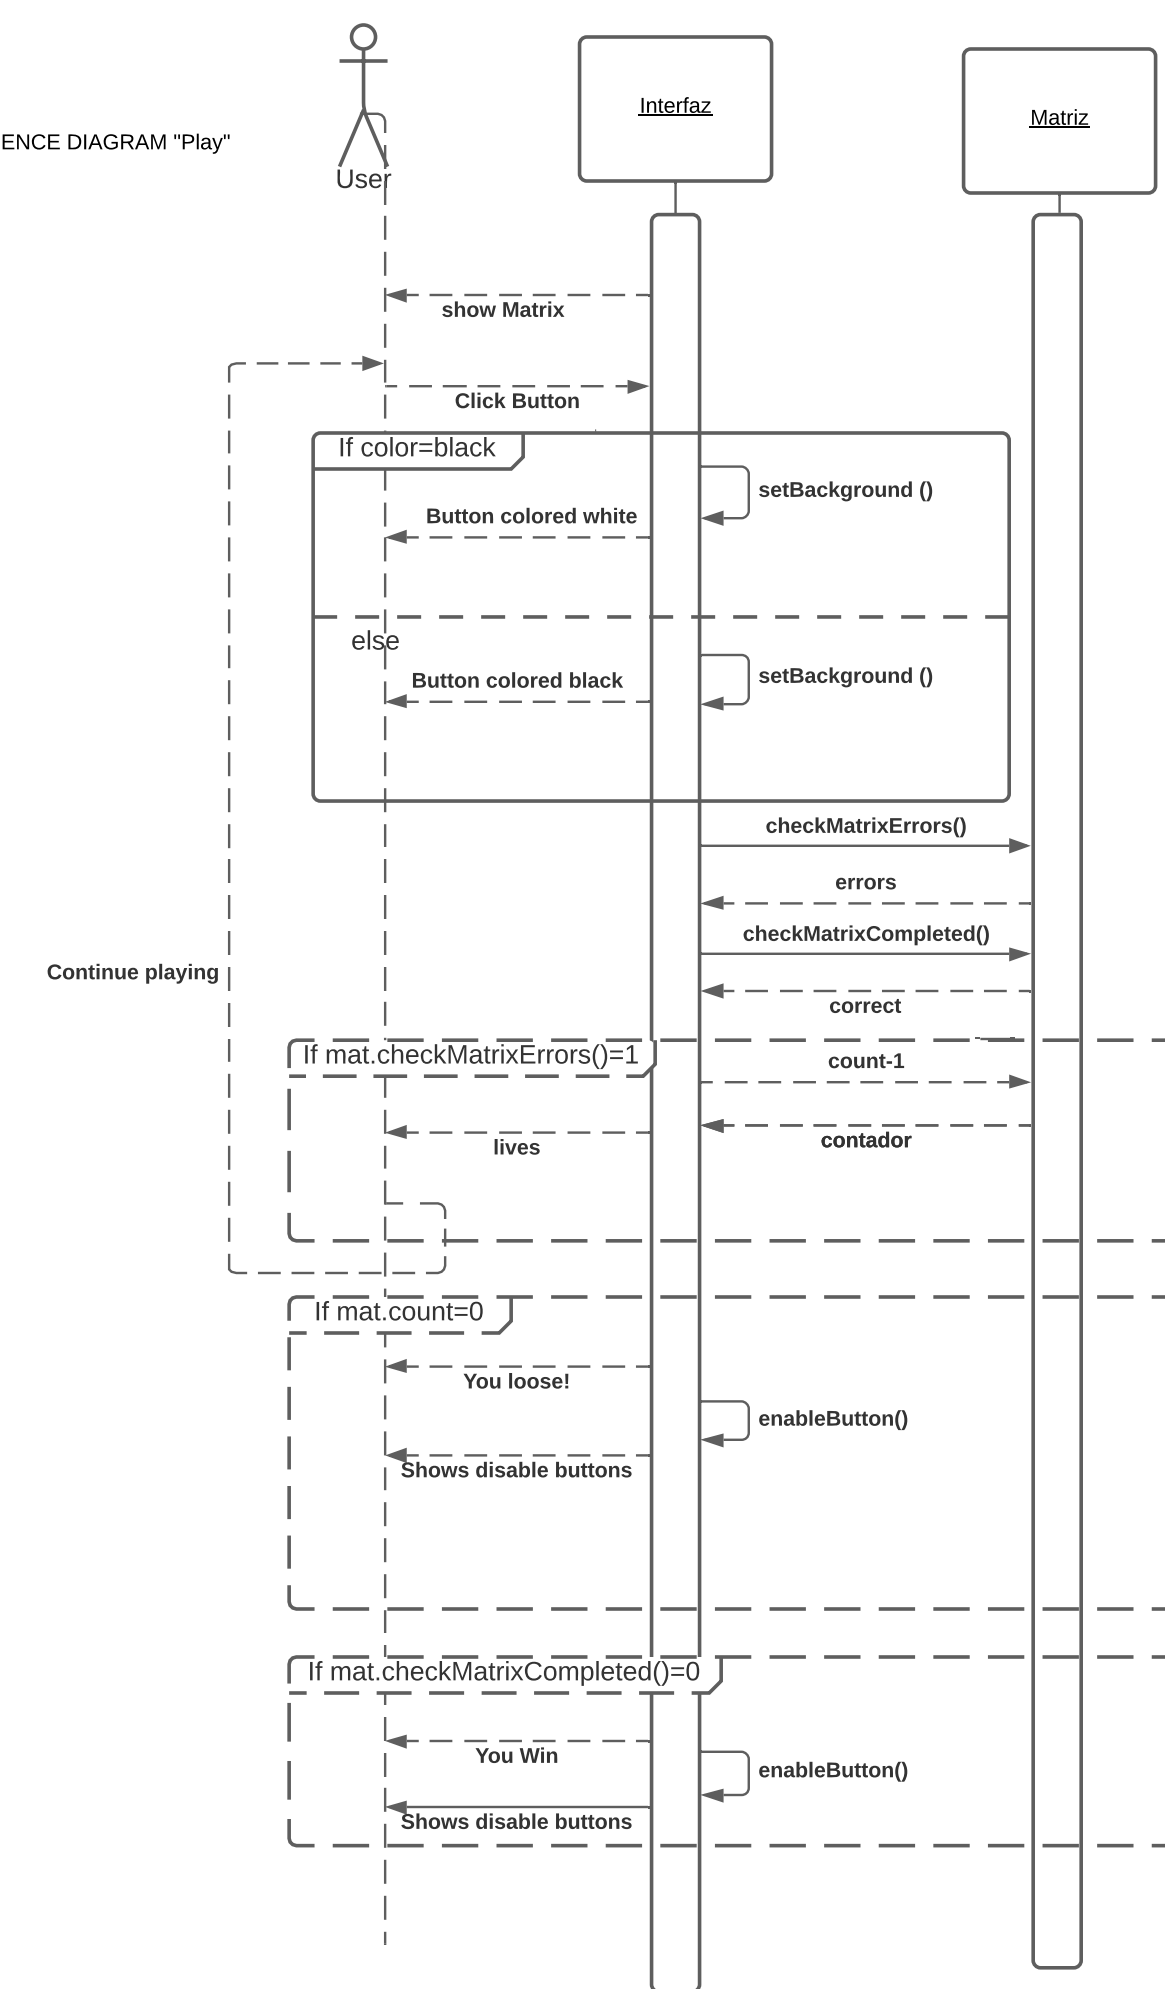 ENCE DIAGRAM "Play"
User
Interfaz
Matriz
show Matrix
Click Button
If color=black
setBackground ()
Button colored white
else
setBackground ()
Button colored black
checkMatrixErrors()
errors
checkMatrixCompleted()
Continue playing
correct
If mat.checkMatrixErrors()=1
count-1
lives
contador
If mat.count=0
You loose!
enableButton()
Shows disable buttons
If mat.checkMatrixCompleted()=0
You Win
enableButton()
Shows disable buttons